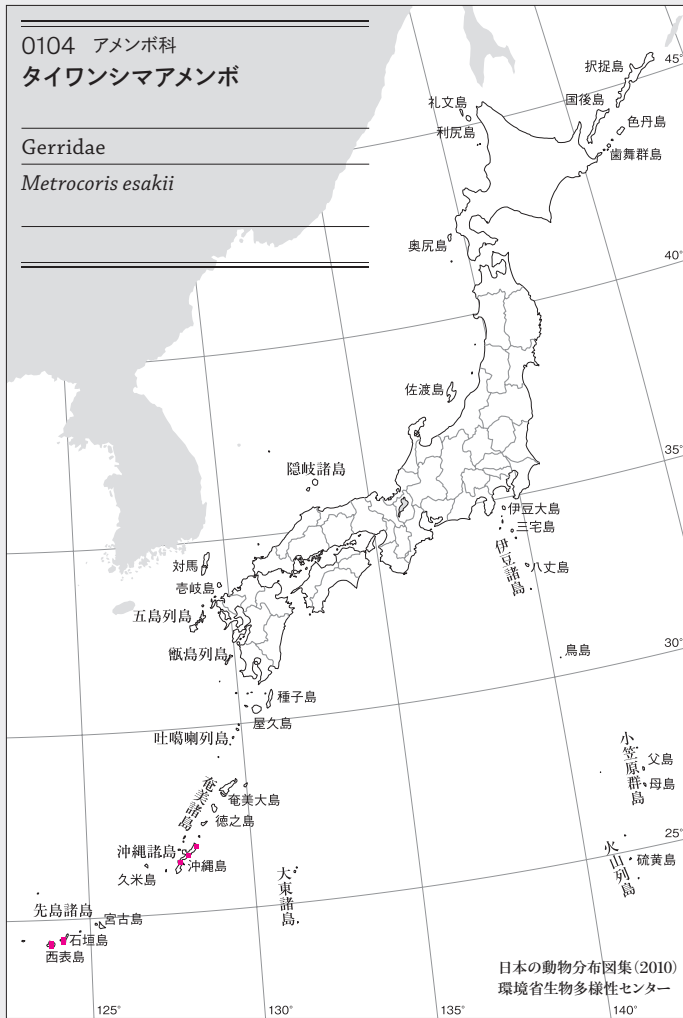 0104 アメンボ科
タイワンシマアメンボ
Gerridae
Metrocoris esakii
択捉島
国後島
色丹島
歯舞群島
礼文島
利尻島
奥尻島
佐渡島
隠岐諸島
対馬
壱岐島
五島列島
甑島列島
種子島
屋久島
吐噶喇列島
奄美諸島
奄美大島
徳之島
沖縄諸島
沖縄島
久米島
大東諸島
先島諸島
宮古島
石垣島
西表島
伊豆大島
三宅島
伊豆諸島
八丈島
鳥島
小笠原群島
父島
母島
火山列島
硫黄島
45°
40°
35°
30°
25°
125°
130°
135°
140°
日本の動物分布図集(2010)
環境省生物多様性センター